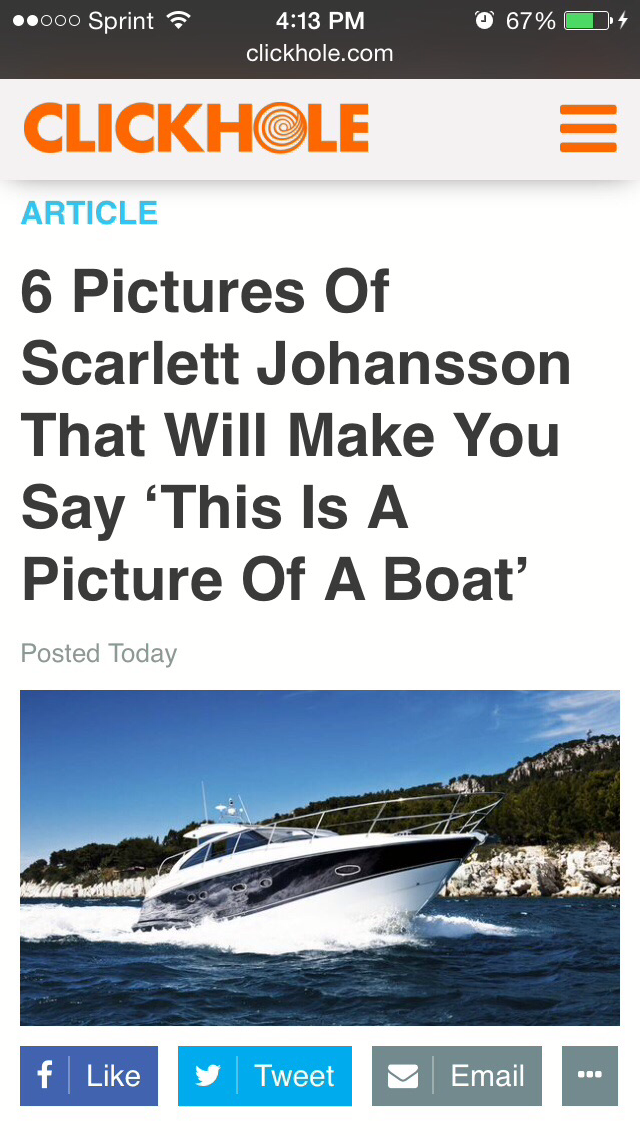 Sprint 4:13 PM 67%
clickhole.com
CLICKHOLE
ARTICLE
6 Pictures Of
Scarlett Johansson
That Will Make You
Say ‘This Is A
Picture Of A Boat’
Posted Today
Like Tweet Email